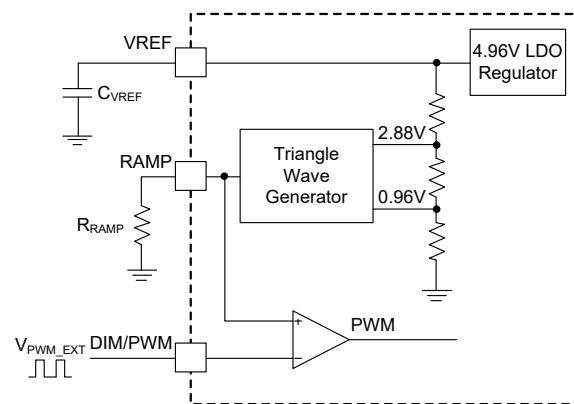 VREF
4.96V LDO
Regulator
CVREF
2.88V
RAMP
Triangle
Wave
Generator
0.96V
RRAMP
+
PWM
VPWM_EXT DIM/PWM
−